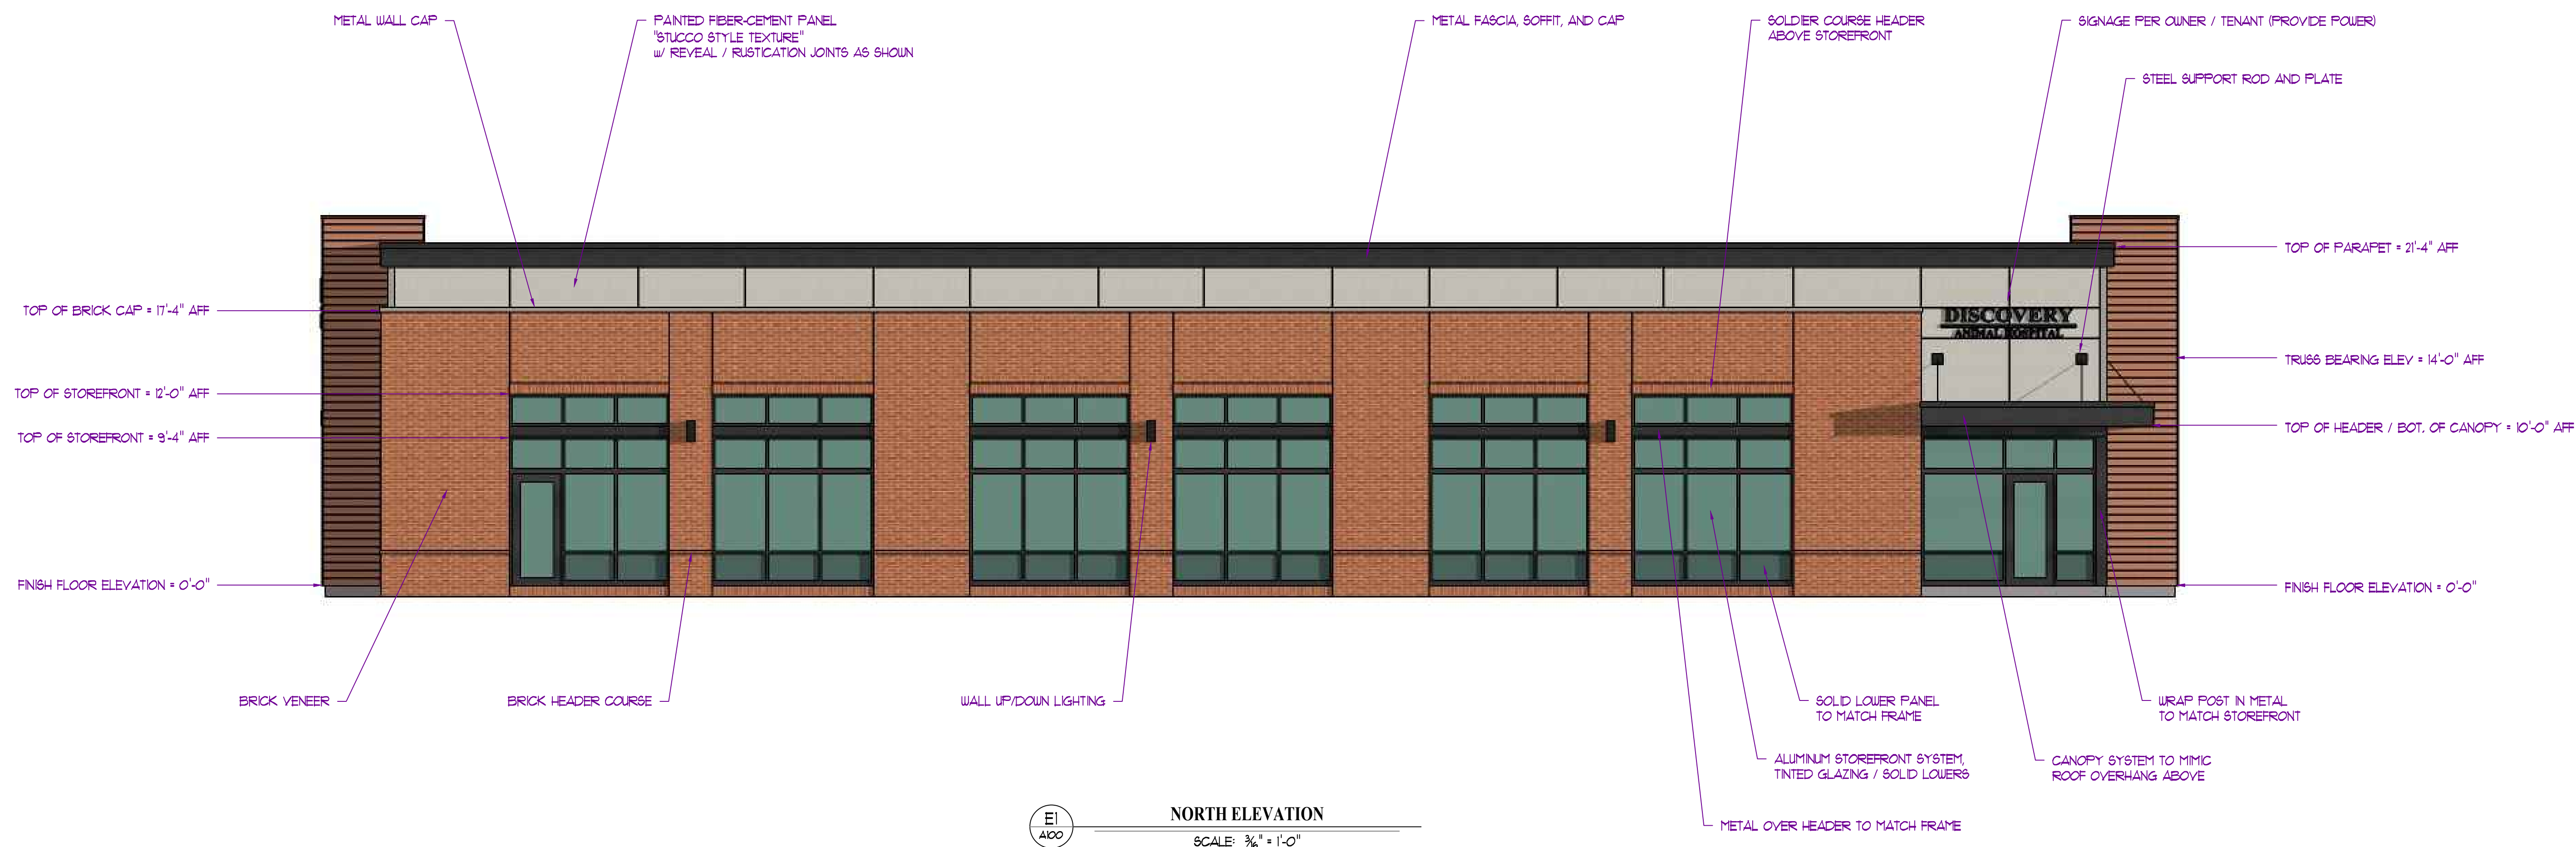 METAL WALL CAP
PAINTED FIBER-CEMENT PANEL
"STUCCO STYLE TEXTURE"
w/ REVEAL / RUSTICATION JOINTS AS SHOWN
METAL FASCIA, SOFFIT, AND CAP
SOLDIER COURSE HEADER
ABOVE STOREFRONT
SIGNAGE PER OWNER / TENANT (PROVIDE POWER)
STEEL SUPPORT ROD AND PLATE
TOP OF PARAPET = 21'-4" AFF
TOP OF BRICK CAP = 17'-4" AFF
DISCOVERY
ANIMAL HOSPITAL
TRUSS BEARING ELEV = 14'-0" AFF
TOP OF STOREFRONT = 12'-0" AFF
TOP OF STOREFRONT = 9'-4" AFF
TOP OF HEADER / BOT. OF CANOPY = 10'-0" AFF
FINISH FLOOR ELEVATION = 0'-0"
FINISH FLOOR ELEVATION = 0'-0"
BRICK VENEER
BRICK HEADER COURSE
WALL UP/DOWN LIGHTING
SOLID LOWER PANEL
TO MATCH FRAME
WRAP POST IN METAL
TO MATCH STOREFRONT
ALUMINUM STOREFRONT SYSTEM,
TINTED GLAZING / SOLID LOWERS
CANOPY SYSTEM TO MIMIC
ROOF OVERHANG ABOVE
METAL OVER HEADER TO MATCH FRAME
E1
A100
NORTH ELEVATION
SCALE: 3/16" = 1'-0"